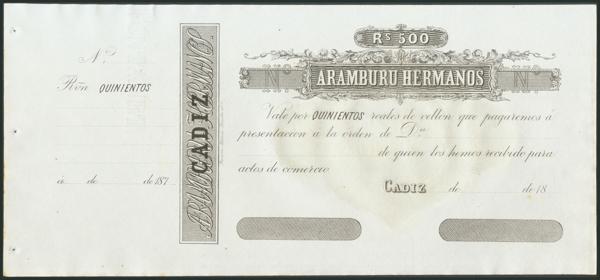 Nº
Rvn QUINIENTOS
á de de 187
CADIZ
Rs 500
Nº ARAMBURU HERMANOS Nº
Vale por QUINIENTOS reales de vellon que pagaremos á
presentacion a la orden de Dn
de quien los hemos recibido para
actos de comercio
CADIZ de de 18